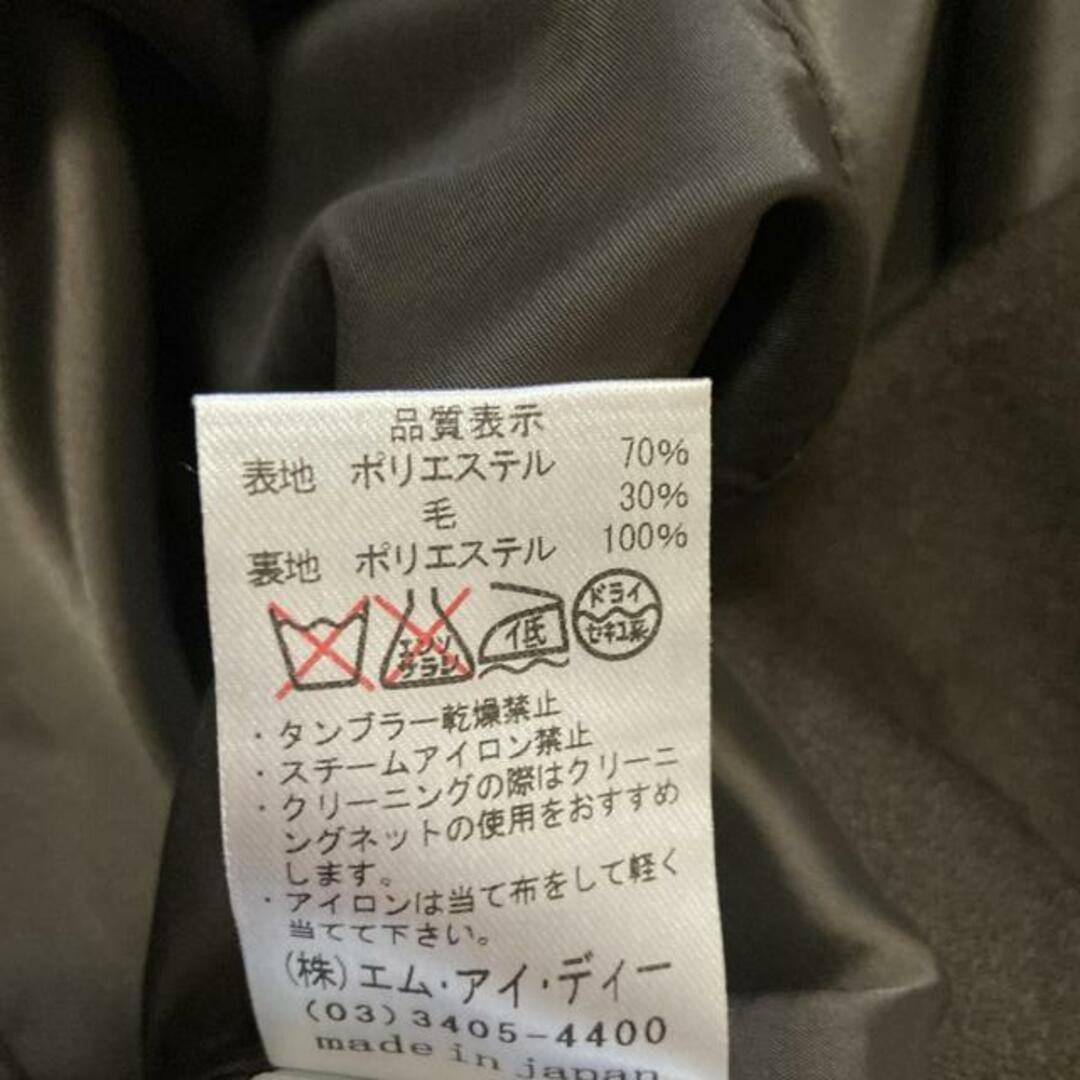 品質表示
表地 ポリエステル 70%
毛 30%
裏地 ポリエステル 100%
エンソ サラシ イ低 ドライ セキユ系
・タンブラー乾燥禁止
・スチームアイロン禁止
・クリーニングの際はクリーニ
ングネットの使用をおすすめ
します。
・アイロンは当て布をして軽く
当てて下さい。
(株)エム・アイ・ディー
(03)3405-4400
made in japan